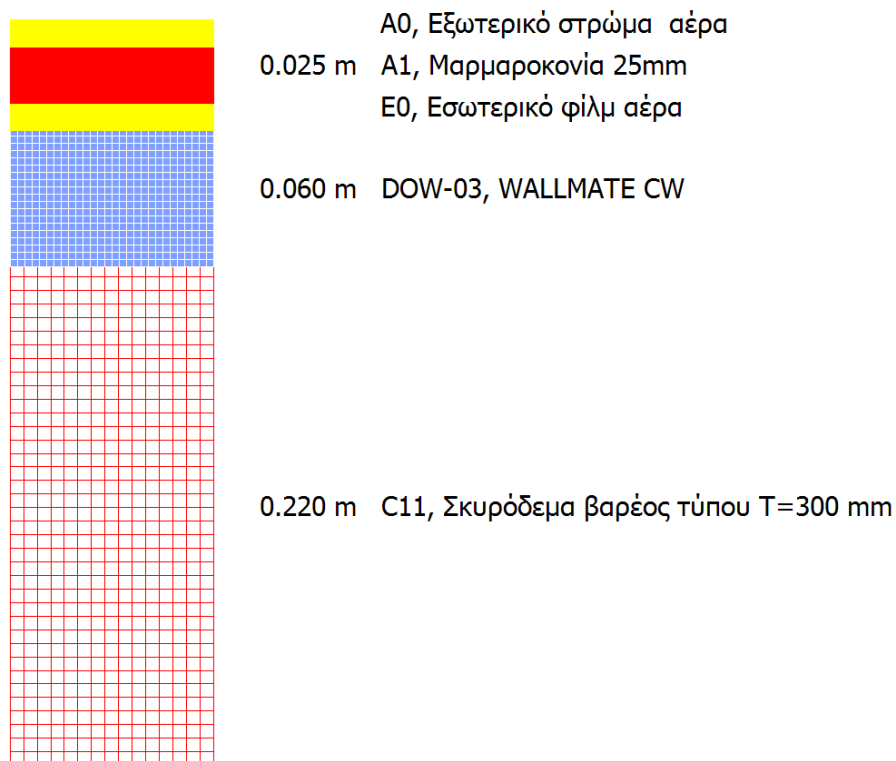 A0, Εξωτερικό στρώμα αέρα
0.025 m A1, Μαρμαροκονία 25mm
E0, Εσωτερικό φίλμ αέρα
0.060 m DOW-03, WALLMATE CW
0.220 m C11, Σκυρόδεμα βαρέος τύπου T=300 mm